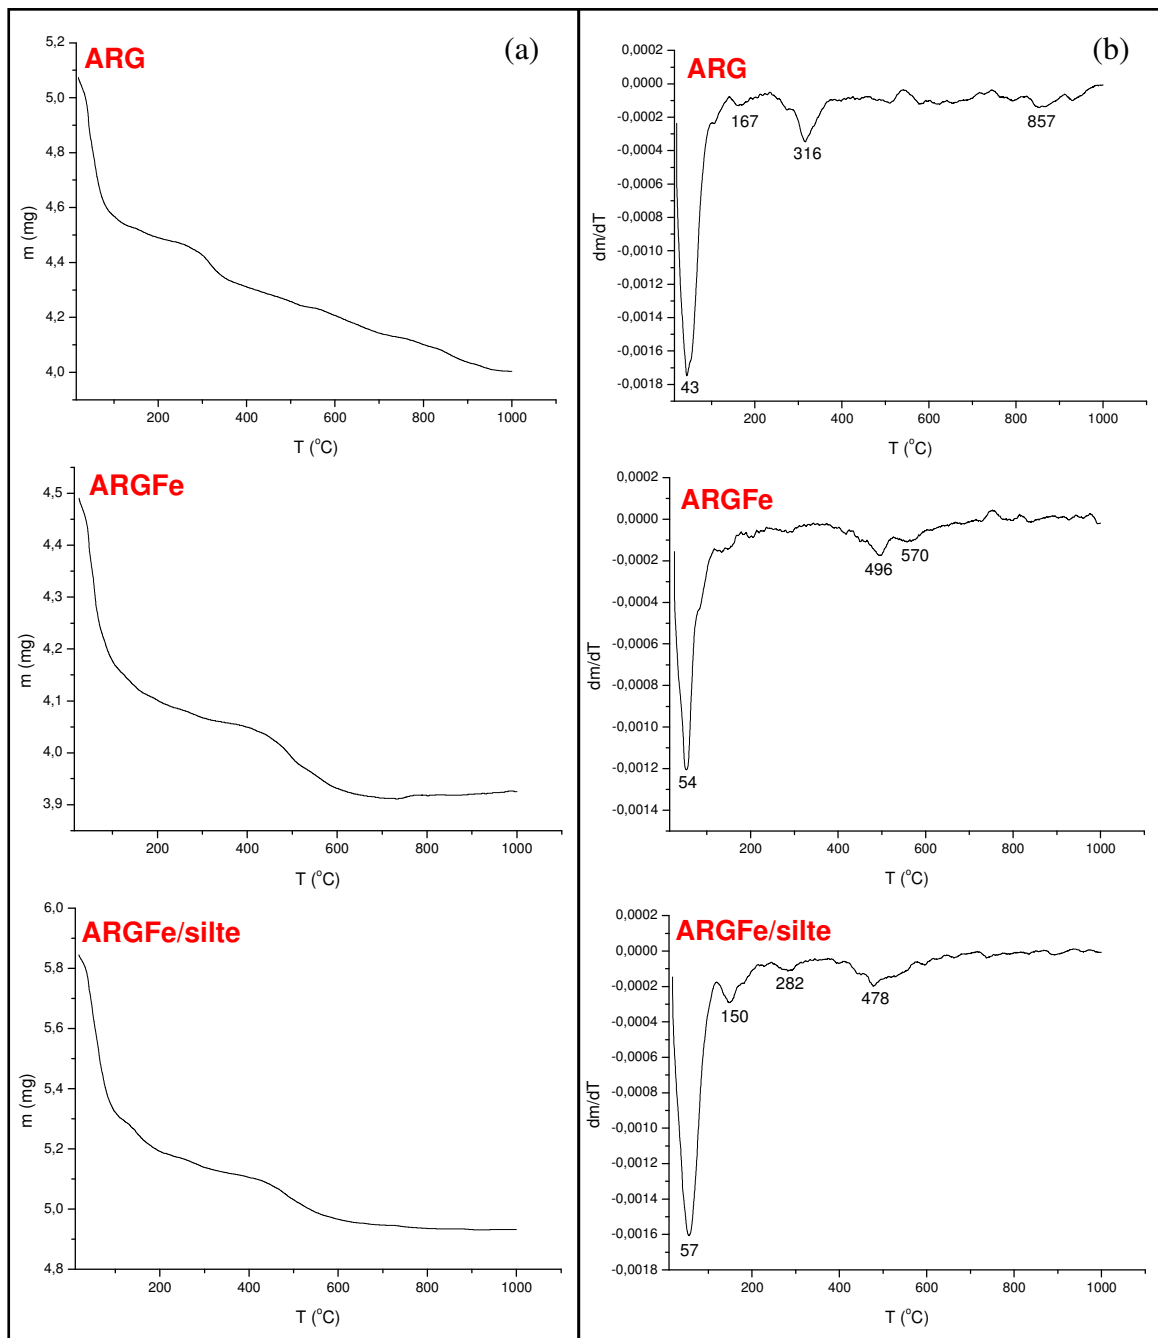 (a)
ARG
5,2
5,0
4,8
4,6
4,4
4,2
4,0
m (mg)
200 400 600 800 1000
T (°C)
(b)
ARG
0,0002
0,0000
-0,0002
-0,0004
-0,0006
-0,0008
-0,0010
-0,0012
-0,0014
-0,0016
-0,0018
dm/dT
43
167
316
857
200 400 600 800 1000
T (°C)
ARGFe
4,5
4,4
4,3
4,2
4,1
4,0
3,9
m (mg)
200 400 600 800 1000
T (°C)
ARGFe
0,0002
0,0000
-0,0002
-0,0004
-0,0006
-0,0008
-0,0010
-0,0012
-0,0014
dm/dT
54
496
570
200 400 600 800 1000
T (°C)
ARGFe/silte
6,0
5,8
5,6
5,4
5,2
5,0
4,8
m (mg)
200 400 600 800 1000
T (°C)
ARGFe/silte
0,0002
0,0000
-0,0002
-0,0004
-0,0006
-0,0008
-0,0010
-0,0012
-0,0014
-0,0016
-0,0018
dm/dT
57
150
282
478
200 400 600 800 1000
T (°C)